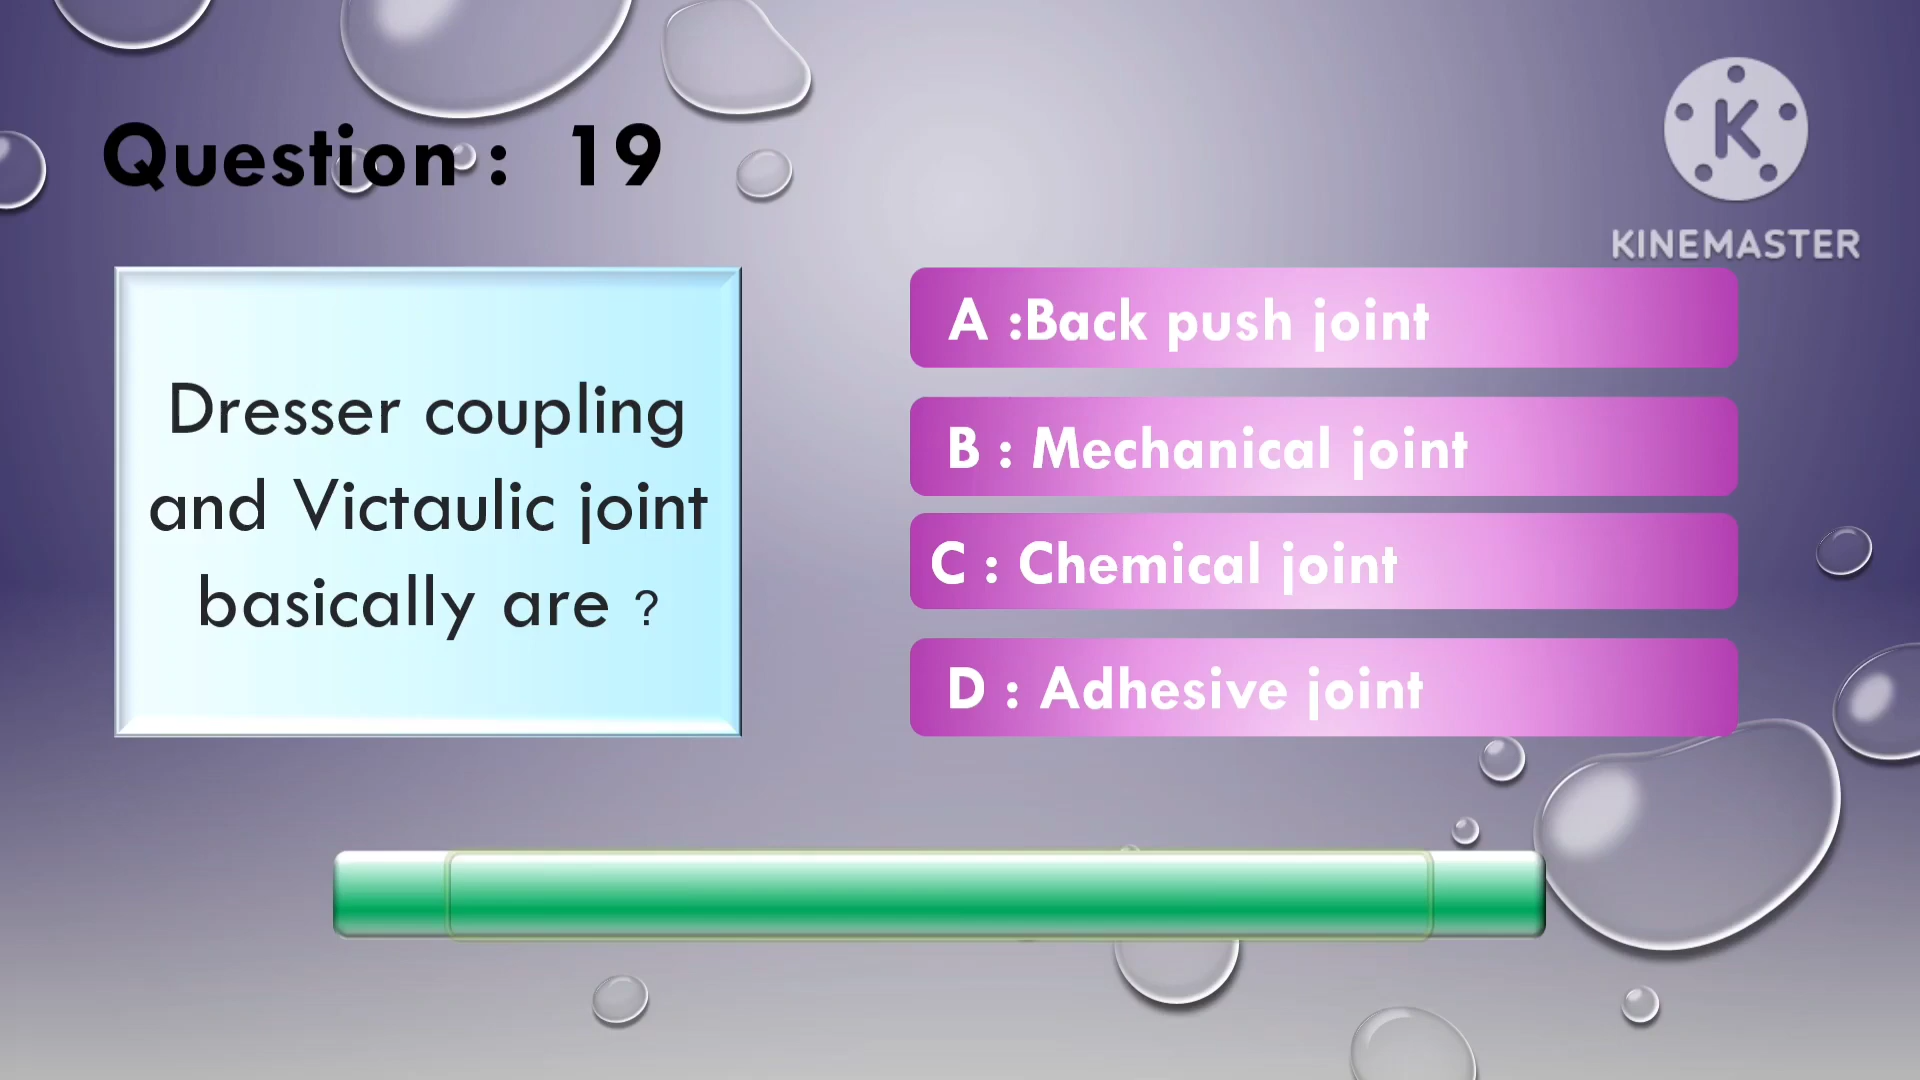 Question : 19
K
KINEMASTER
Dresser coupling
and Victaulic joint
basically are ?
A :Back push joint
B : Mechanical joint
C : Chemical joint
D : Adhesive joint